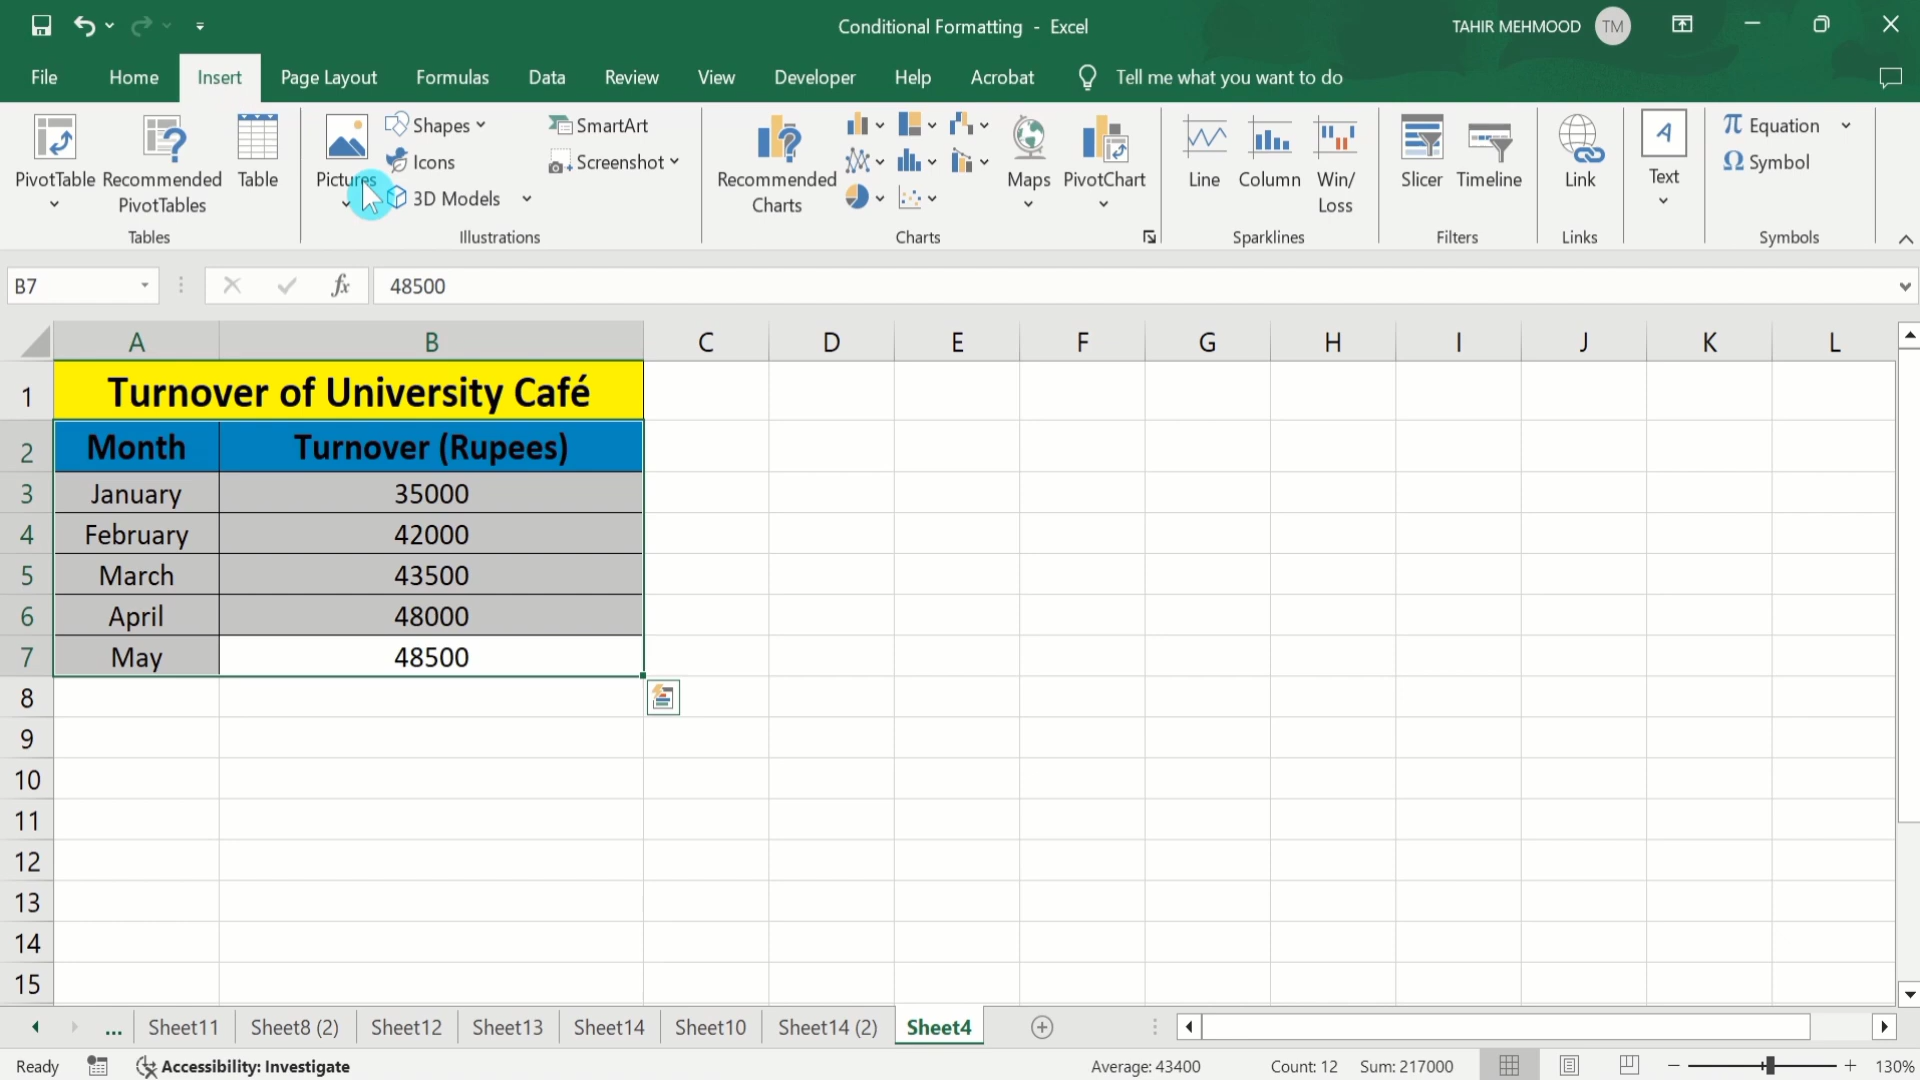 Conditional Formatting - Excel
TAHIR MEHMOOD TM
File Home Insert Page Layout Formulas Data Review View Developer Help Acrobat Tell me what you want to do
PivotTable
Recommended PivotTables
Table
Tables
Pictures
Shapes
Icons
3D Models
SmartArt
Screenshot
Illustrations
Recommended Charts
Maps
PivotChart
Charts
Line
Column
Win/ Loss
Sparklines
Slicer
Timeline
Filters
Link
Links
Text
Equation
Symbol
Symbols
B7 fx 48500
A B C D E F G H I J K L
1 Turnover of University Café
2 Month Turnover (Rupees)
3 January 35000
4 February 42000
5 March 43500
6 April 48000
7 May 48500
8
9
10
11
12
13
14
15
... Sheet11 Sheet8 (2) Sheet12 Sheet13 Sheet14 Sheet10 Sheet14 (2) Sheet4
Ready Accessibility: Investigate Average: 43400 Count: 12 Sum: 217000 130%